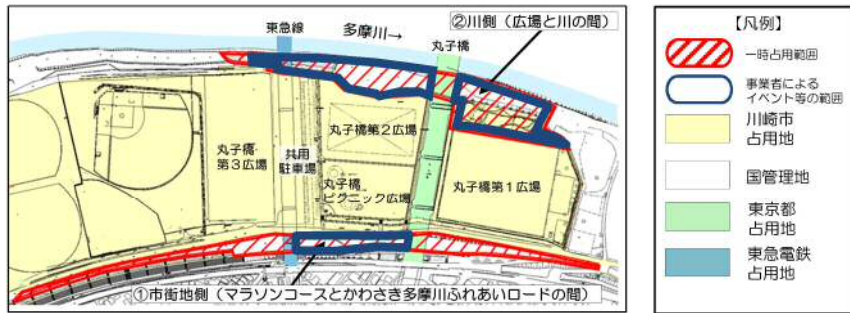 東急線
多摩川→
②川側（広場と川の間）
丸子橋
丸子橋第2広場
丸子橋
第3広場
共用
駐車場
丸子橋
ピクニック広場
丸子橋第1広場
①市街地側（マラソンコースとかわさき多摩川ふれあいロードの間）
【凡例】
一時占用範囲
事業者による
イベント等の範囲
川崎市
占用地
国管理地
東京都
占用地
東急電鉄
占用地